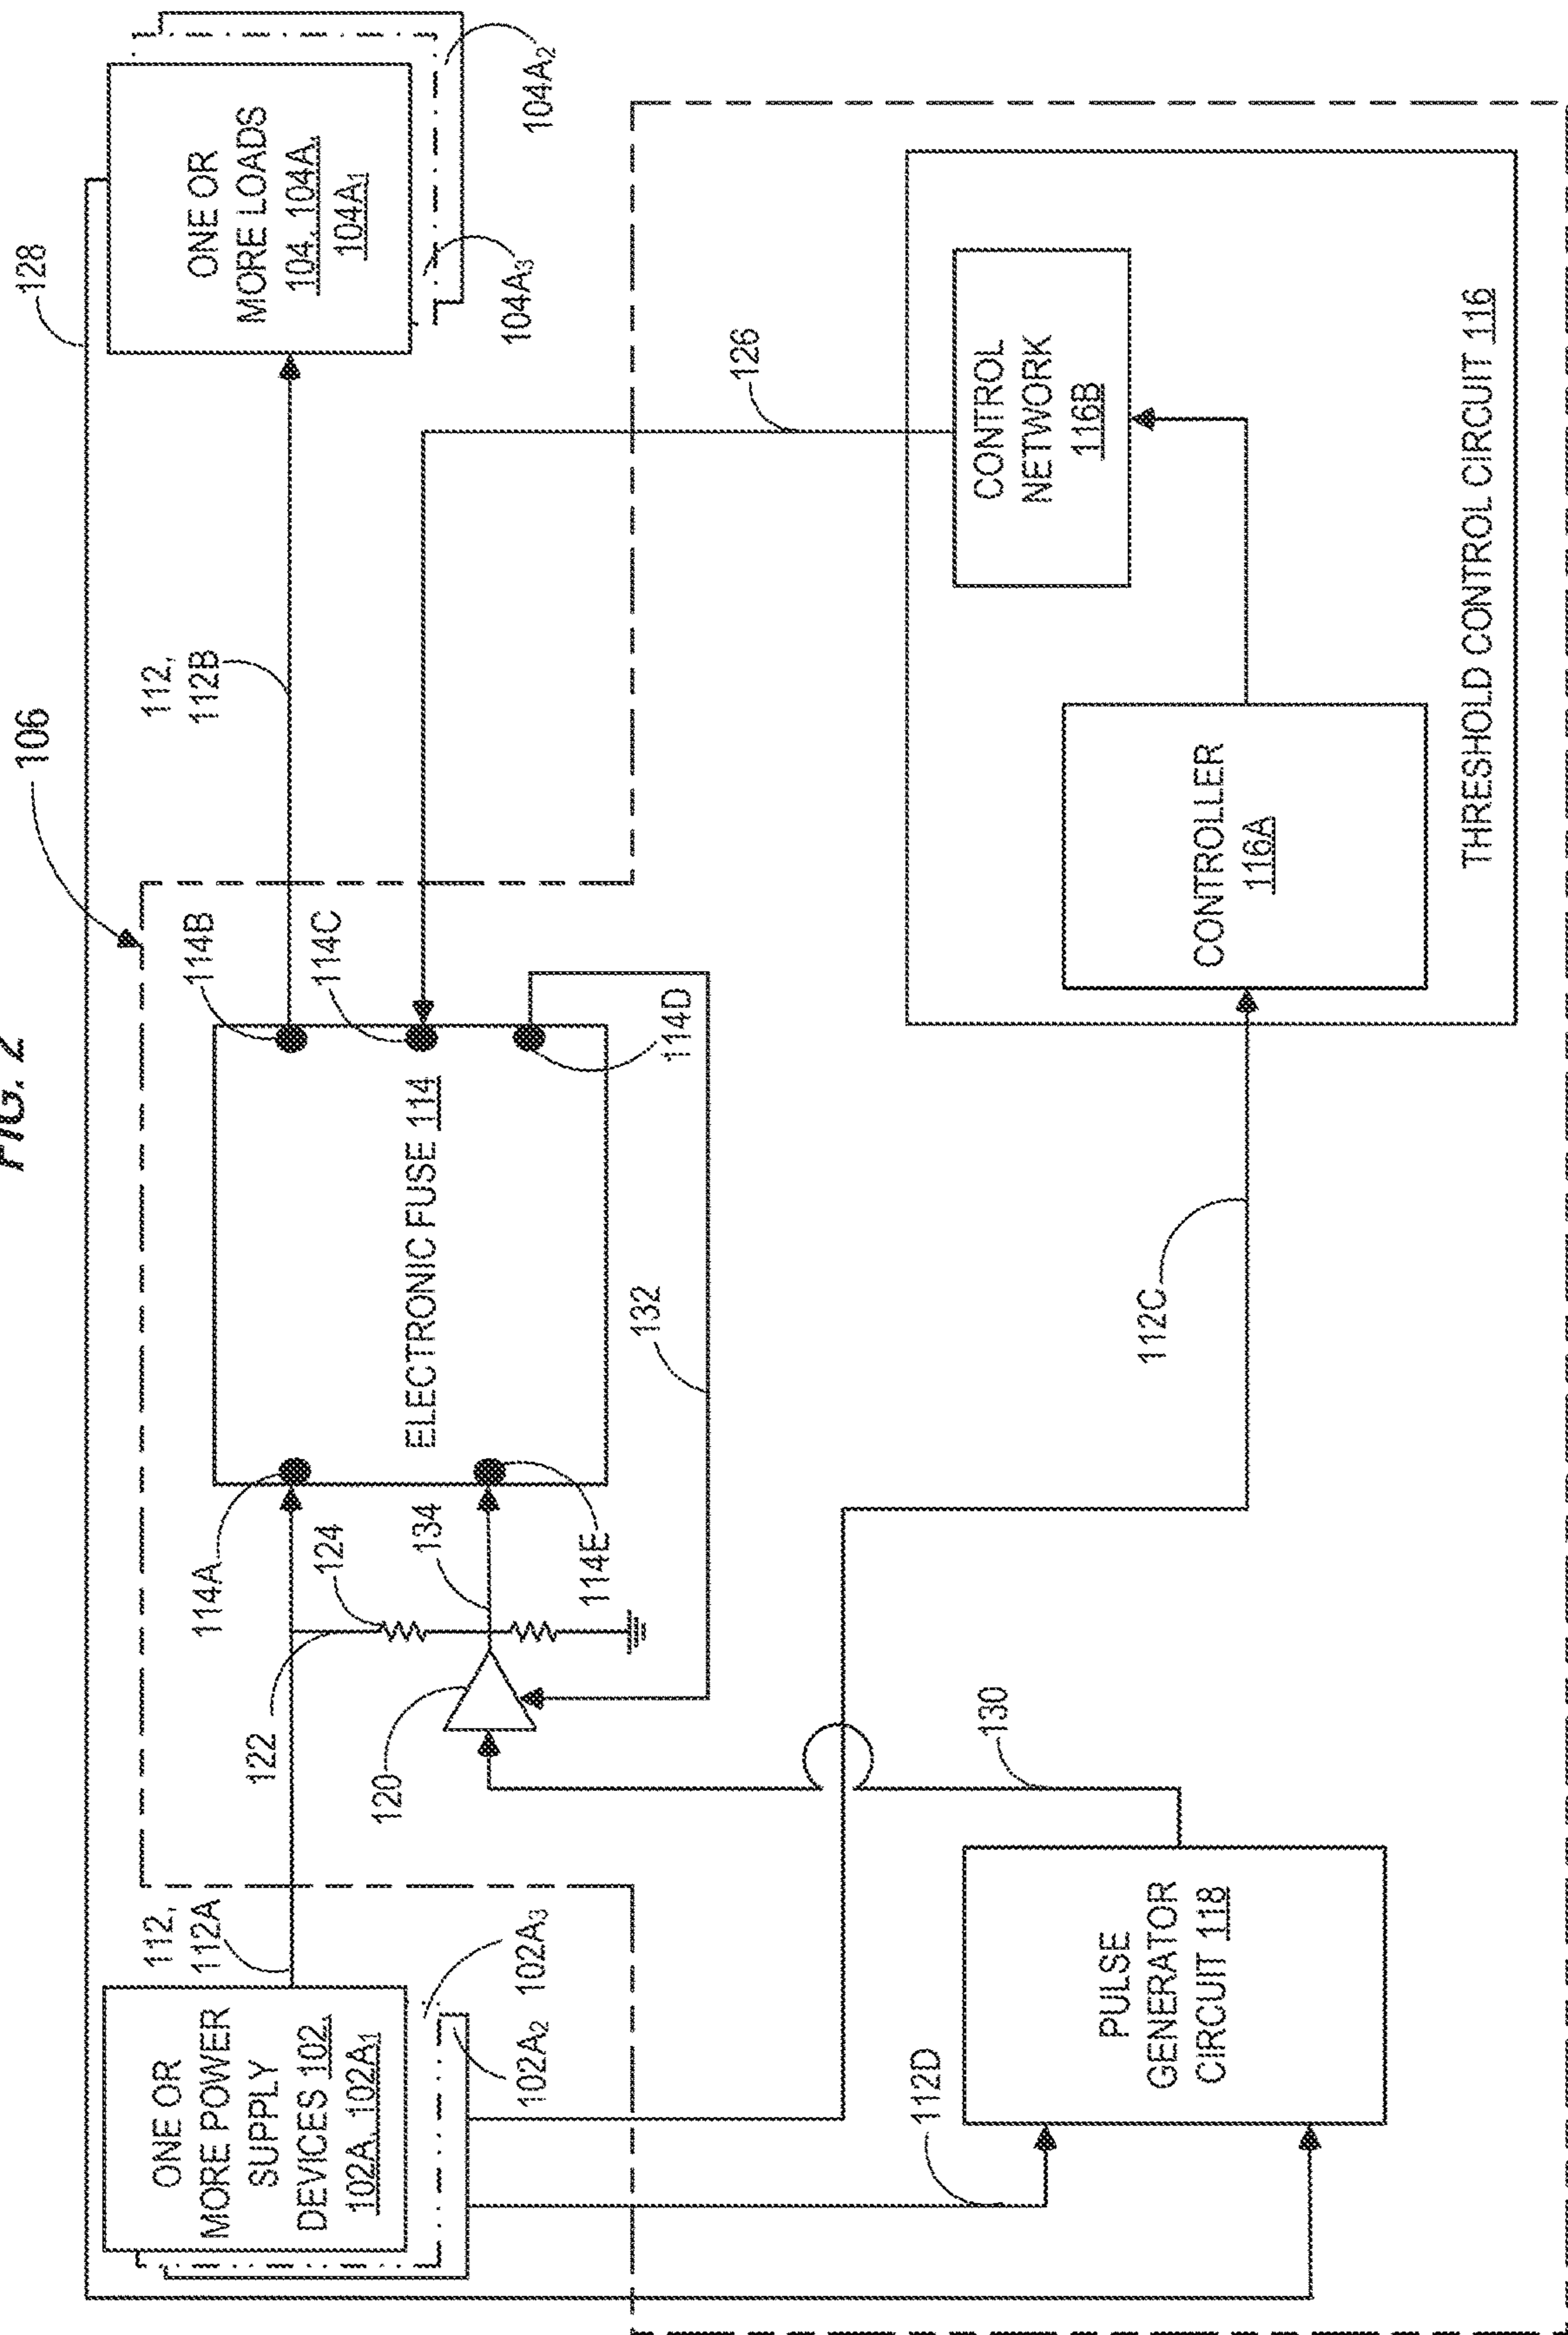 FIG. 2
106
128
ONE OR
MORE POWER
SUPPLY
DEVICES 102,
102A, 102A₁
102A₂
102A₃
112,
112A
122
124
114A
120
134
114E
ELECTRONIC FUSE 114
114B
114C
114D
132
112,
112B
ONE OR
MORE LOADS
104, 104A,
104A₁
104A₃
104A₂
126
112D
PULSE
GENERATOR
CIRCUIT 118
130
112C
CONTROLLER
116A
CONTROL
NETWORK
116B
THRESHOLD CONTROL CIRCUIT 116